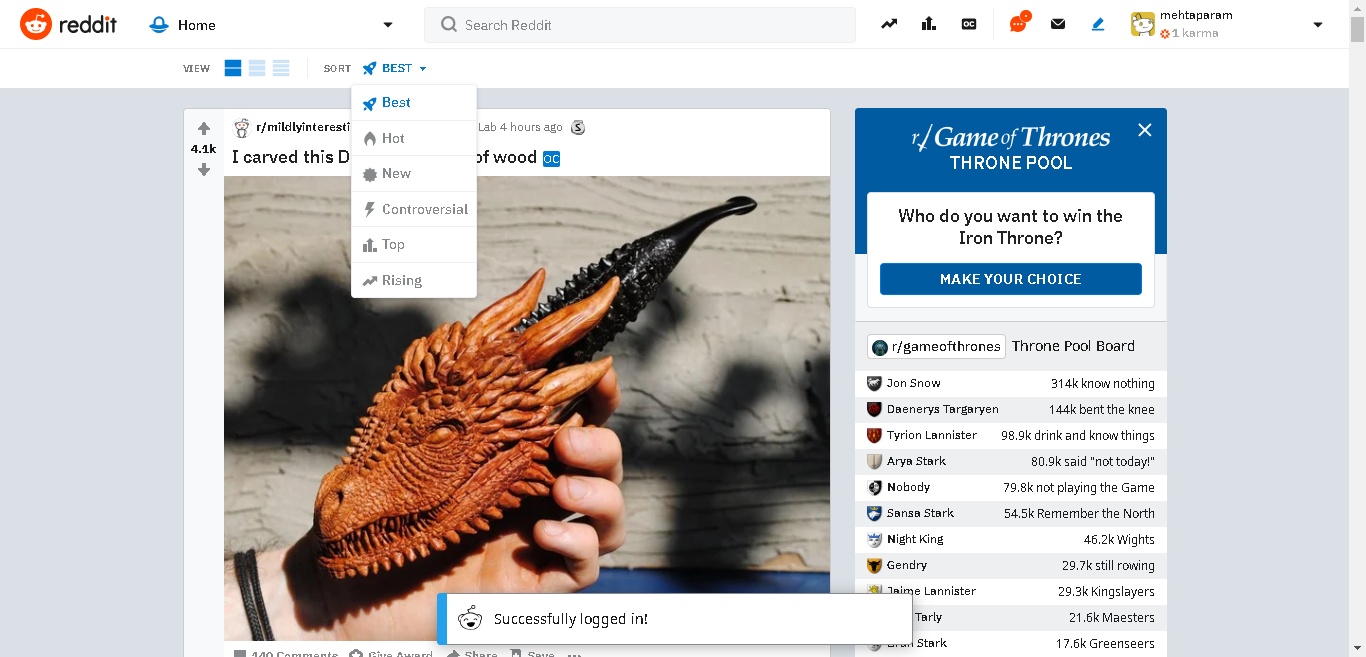 reddit
Home
Search Reddit
OC
mehtaparam
1 karma
VIEW
SORT
BEST
Best
Hot
New
Controversial
Top
Rising
4.1k
r/mildlyinteresti
Lab 4 hours ago
S
I carved this D
of wood OC
r/Game of Thrones
THRONE POOL
Who do you want to win the
Iron Throne?
MAKE YOUR CHOICE
r/gameofthrones Throne Pool Board
Jon Snow 314k know nothing
Daenerys Targaryen 144k bent the knee
Tyrion Lannister 98.9k drink and know things
Arya Stark 80.9k said "not today!"
Nobody 79.8k not playing the Game
Sansa Stark 54.5k Remember the North
Night King 46.2k Wights
Gendry 29.7k still rowing
Jaime Lannister 29.3k Kingslayers
Tarly 21.6k Maesters
Bran Stark 17.6k Greenseers
Successfully logged in!
140 Comments Give Award Share Save